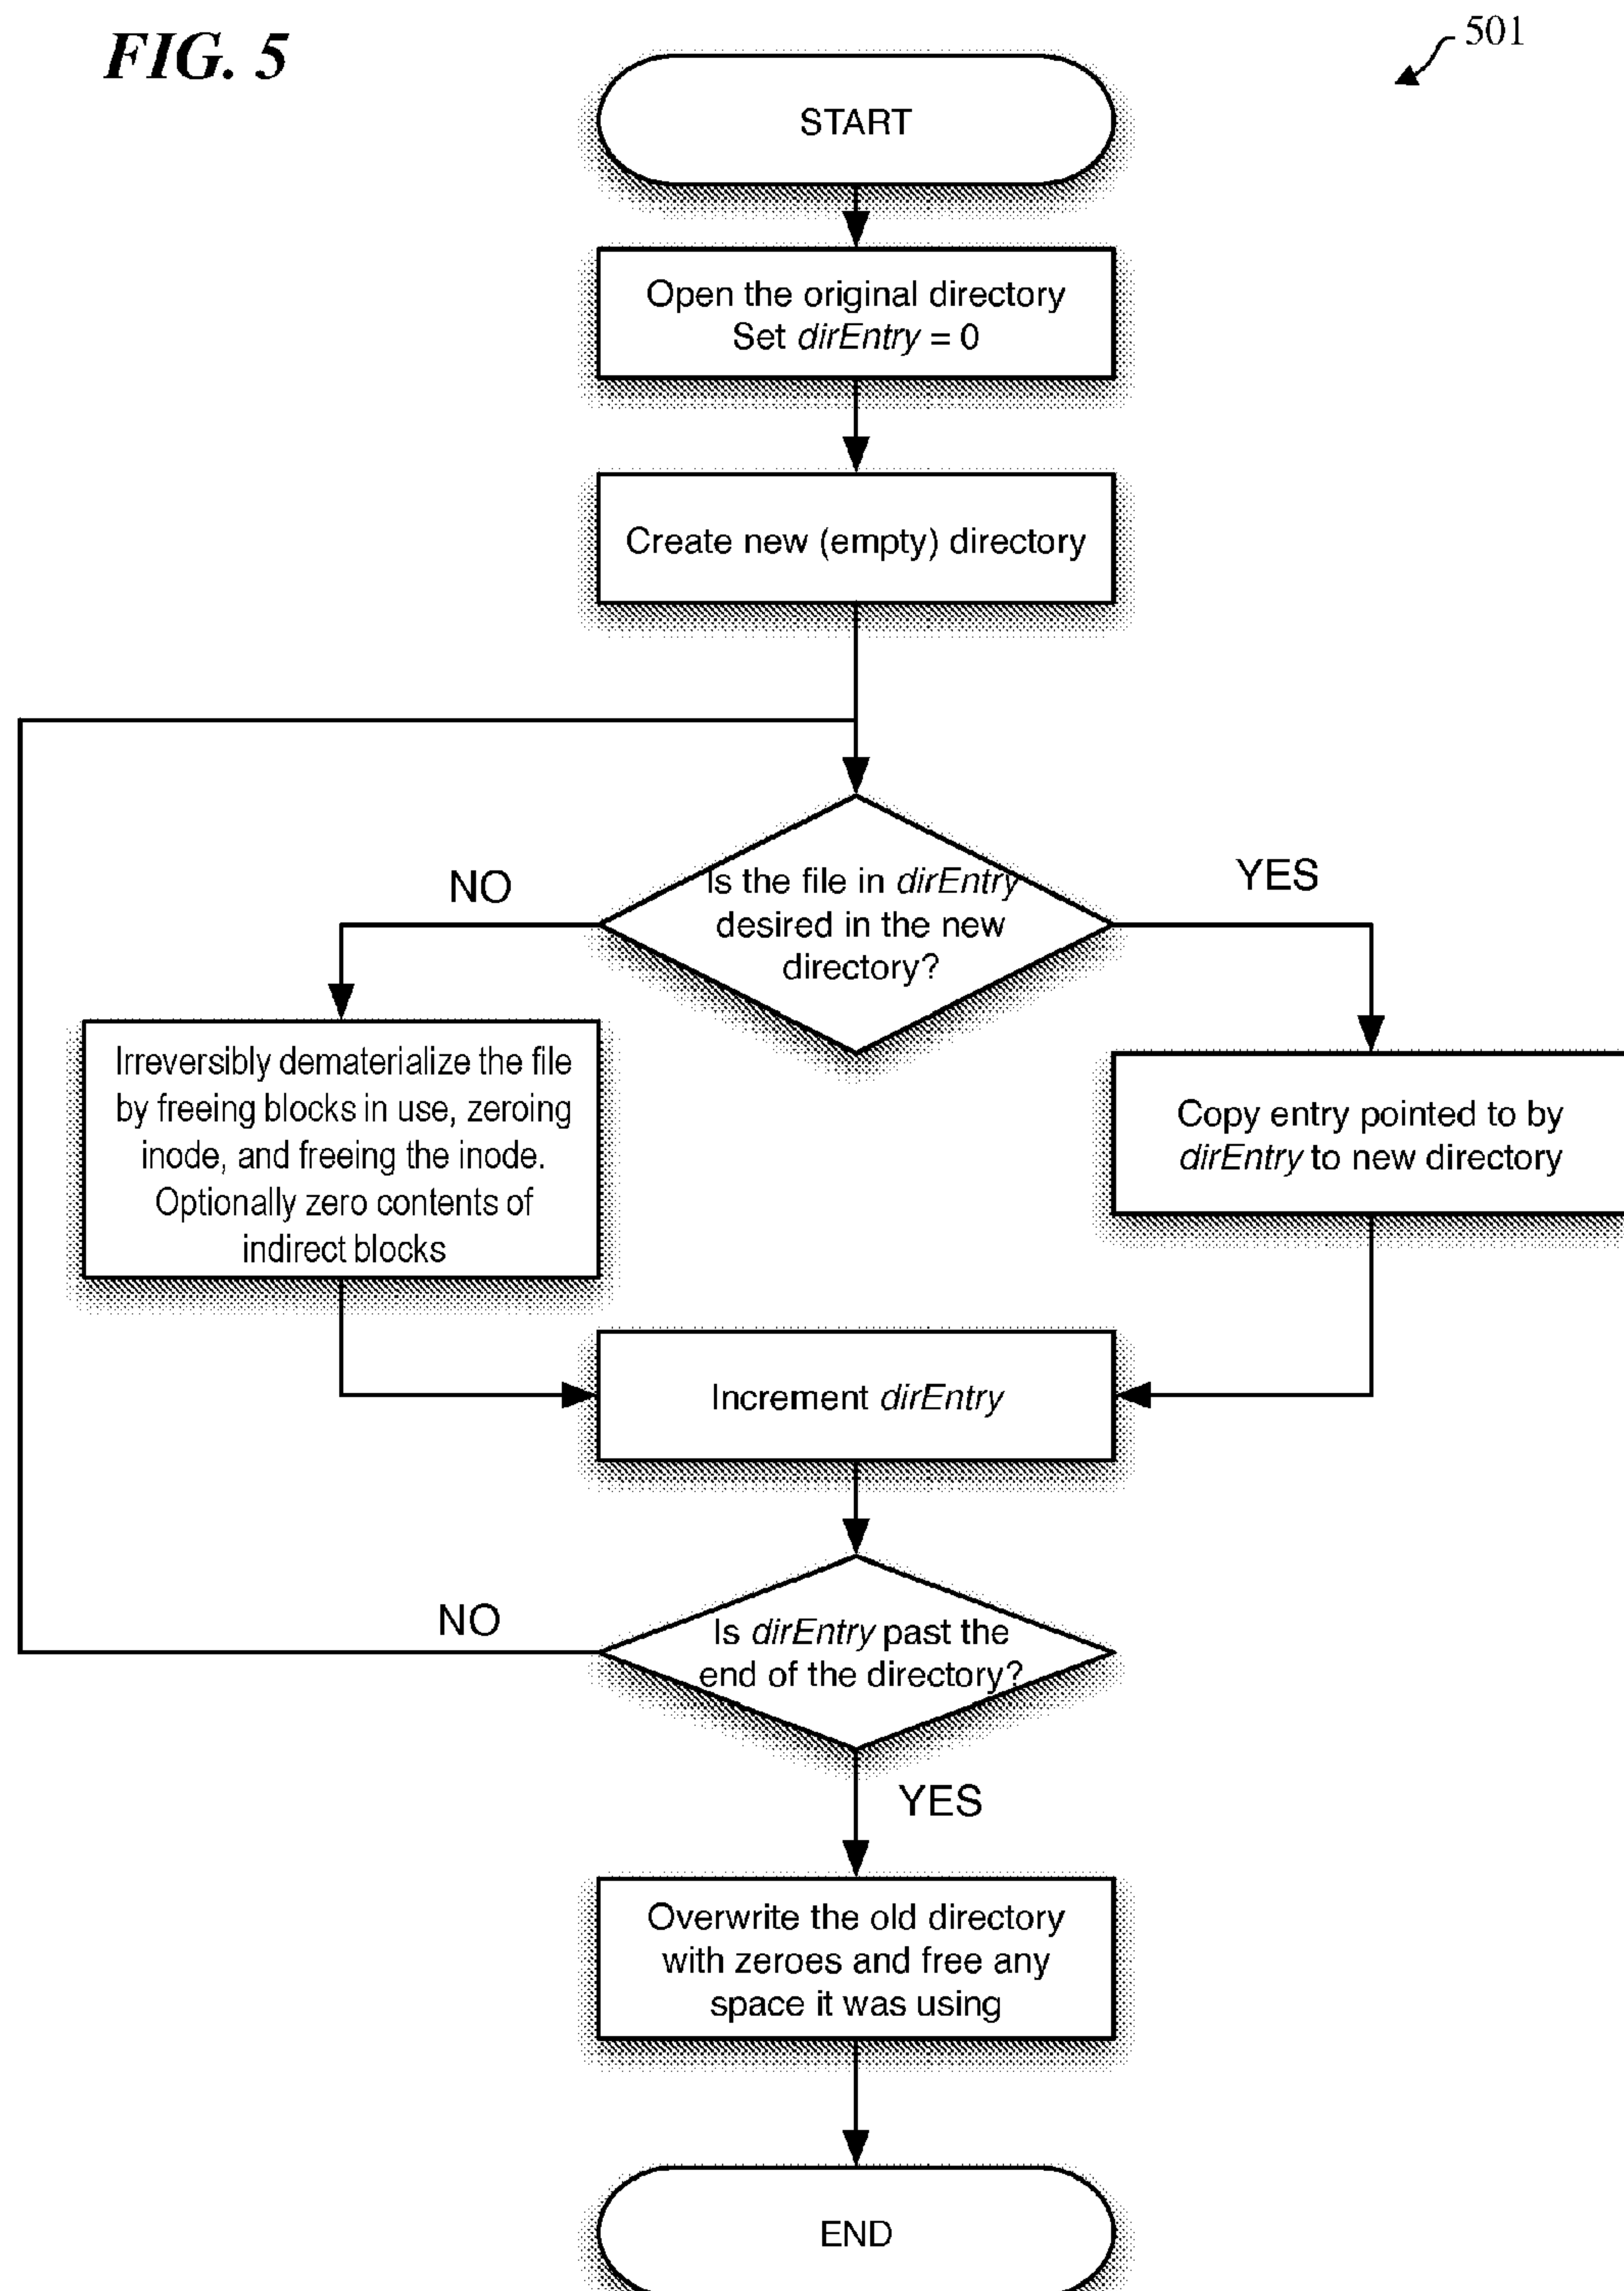 FIG. 5
501
START
Open the original directory
Set dirEntry = 0
Create new (empty) directory
Is the file in dirEntry
desired in the new
directory?
NO
YES
Irreversibly dematerialize the file
by freeing blocks in use, zeroing
inode, and freeing the inode.
Optionally zero contents of
indirect blocks
Copy entry pointed to by
dirEntry to new directory
Increment dirEntry
Is dirEntry past the
end of the directory?
NO
YES
Overwrite the old directory
with zeroes and free any
space it was using
END